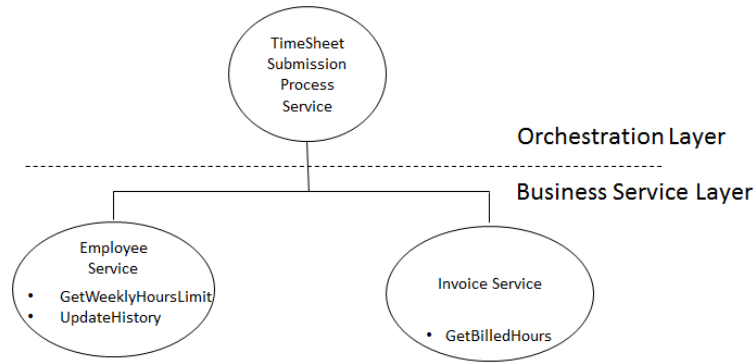 TimeSheet
Submission
Process
Service
Orchestration Layer
Business Service Layer
Employee
Service
• GetWeeklyHoursLimit
• UpdateHistory
Invoice Service
• GetBilledHours